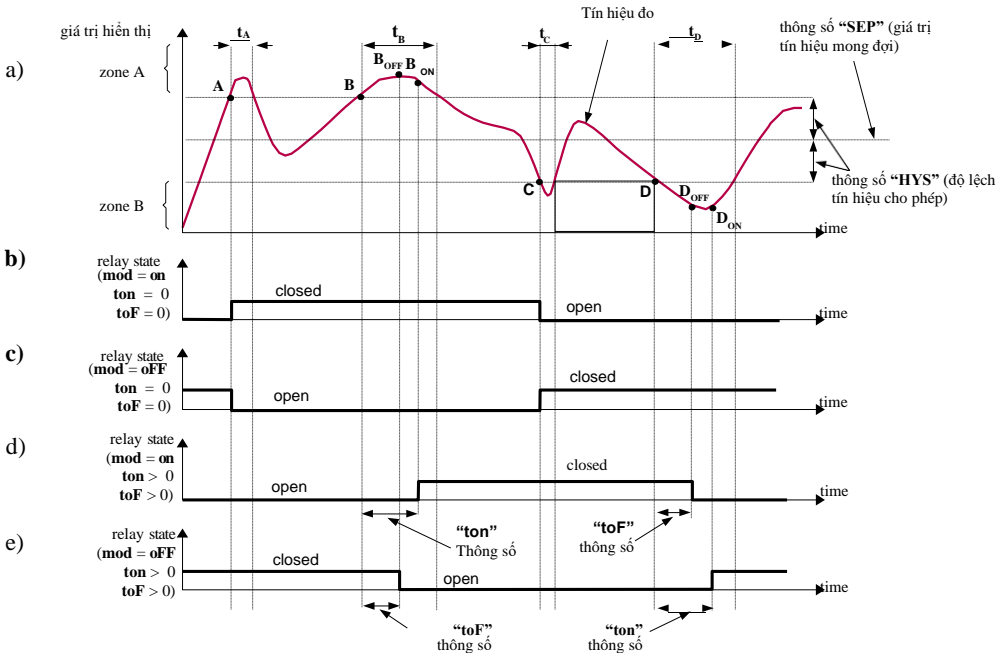 a)
giá trị hiển thị
zone A
zone B
tA
tB
tC
tD
A
B
BOFF
B ON
C
D
DOFF
DON
Tín hiệu đo
thông số “SEP” (giá trị
tín hiệu mong đợi)
thông số “HYS” (độ lệch
tín hiệu cho phép)
time
b)
relay state
(mod = on
ton = 0
toF = 0)
closed
open
time
c)
relay state
(mod = oFF
ton = 0
toF = 0)
open
closed
time
d)
relay state
(mod = on
ton > 0
toF > 0)
open
closed
time
“ton”
Thông số
“toF”
thông số
e)
relay state
(mod = oFF
ton > 0
toF > 0)
closed
open
time
“toF”
thông số
“ton”
thông số